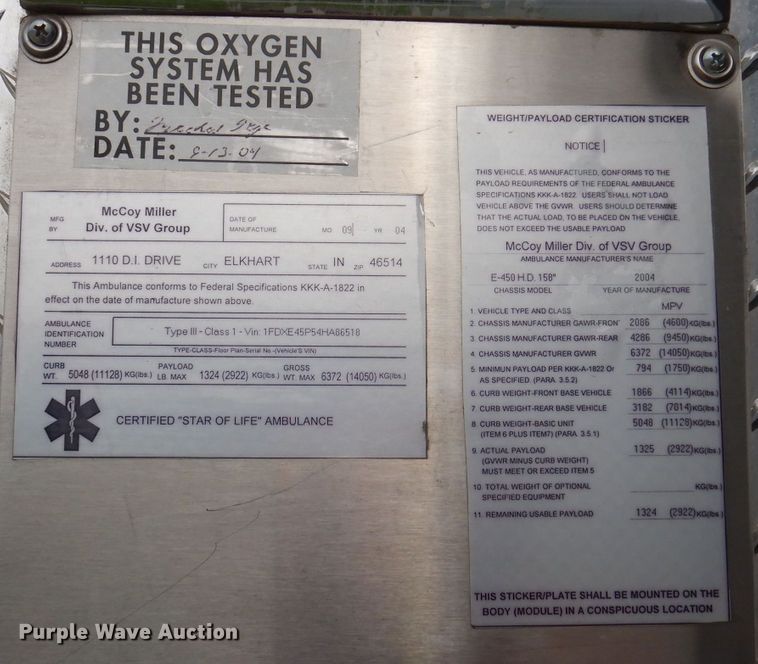 THIS OXYGEN
SYSTEM HAS
BEEN TESTED
BY:
DATE: 9-13-04
McCoy Miller
MFG BY Div. of VSV Group
DATE OF MANUFACTURE MO 09 YR 04
ADDRESS 1110 D.I. DRIVE CITY ELKHART STATE IN ZIP 46514
This Ambulance conforms to Federal Specifications KKK-A-1822 in
effect on the date of manufacture shown above.
AMBULANCE
IDENTIFICATION
NUMBER
Type III - Class 1 - Vin: 1FDXE45P54HA86518
TYPE-CLASS-Floor Plan-Serial No -(Vehicle'S VIN)
CURB WT. 5048 (11128) KG(lbs.) PAYLOAD LB. MAX 1324 (2922) KG(lbs.) GROSS WT. MAX 6372 (14050) KG(lbs.)
CERTIFIED "STAR OF LIFE" AMBULANCE
WEIGHT/PAYLOAD CERTIFICATION STICKER
NOTICE
THIS VEHICLE, AS MANUFACTURED, CONFORMS TO THE
PAYLOAD REQUIREMENTS OF THE FEDERAL AMBULANCE
SPECIFICATIONS KKK-A-1822. USERS SHALL NOT LOAD
VEHICLE ABOVE THE GVWR. USERS SHOULD DETERMINE
THAT THE ACTUAL LOAD, TO BE PLACED ON THE VEHICLE,
DOES NOT EXCEED THE USABLE PAYLOAD
McCoy Miller Div. of VSV Group
AMBULANCE MANUFACTURER'S NAME
E-450 H.D. 158" 2004
CHASSIS MODEL YEAR OF MANUFACTURE
1 VEHICLE TYPE AND CLASS MPV
2. CHASSIS MANUFACTURER GAWR-FRONT 2086 (4600)KG(lbs.)
3. CHASSIS MANUFACTURER GAWR-REAR 4286 (9450)KG(lbs.)
4. CHASSIS MANUFACTURER GVWR 6372 (14050)KG(lbs.)
5 MINIMUN PAYLOAD PER KKK-A-1822 Or 794 (1750)KG(lbs.)
AS SPECIFIED. (PARA 3.5.2)
6. CURB WEIGHT-FRONT BASE VEHICLE 1866 (4114)KG(lbs.)
7. CURB WEIGHT-REAR BASE VEHICLE 3182 (7014)KG(lbs.)
8 CURB WEIGHT-BASIC UNIT 5048 (11128)KG(lbs.)
(ITEM 6 PLUS ITEM7) (PARA 3.5.1)
9. ACTUAL PAYLOAD 1325 (2922)KG(lbs.)
(GVWR MINUS CURB WEIGHT)
MUST MEET OR EXCEED ITEM 5
10 TOTAL WEIGHT OF OPTIONAL KG(lbs.)
SPECIFIED EQUIPMENT
11. REMAINING USABLE PAYLOAD 1324 (2922)KG(lbs.)
THIS STICKER/PLATE SHALL BE MOUNTED ON THE
BODY (MODULE) IN A CONSPICUOUS LOCATION
Purple Wave Auction